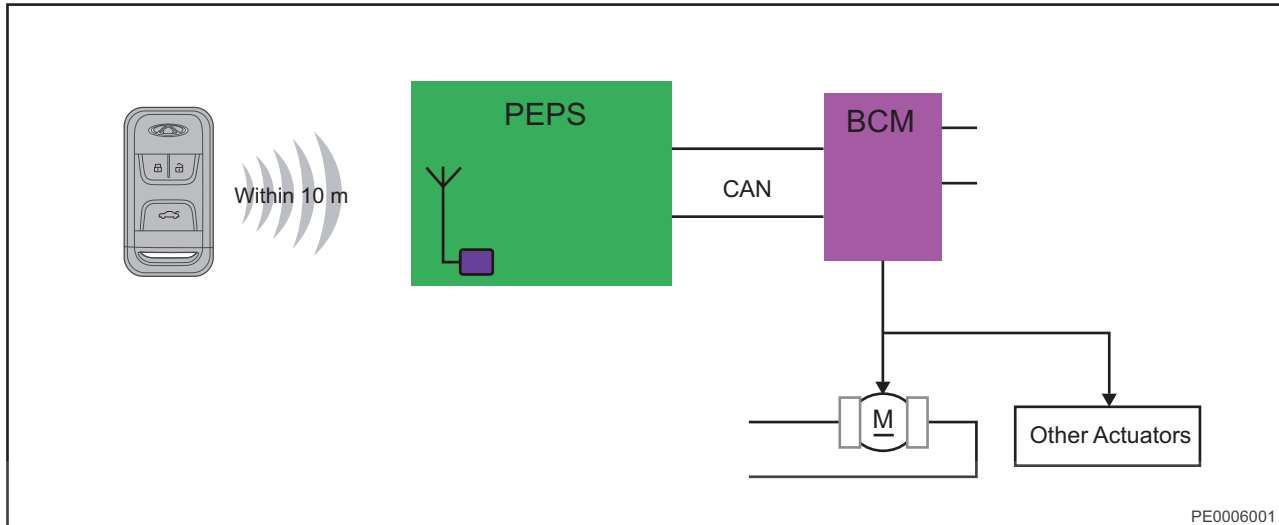 PEPS
BCM
Within 10 m
CAN
M
Other Actuators
PE0006001